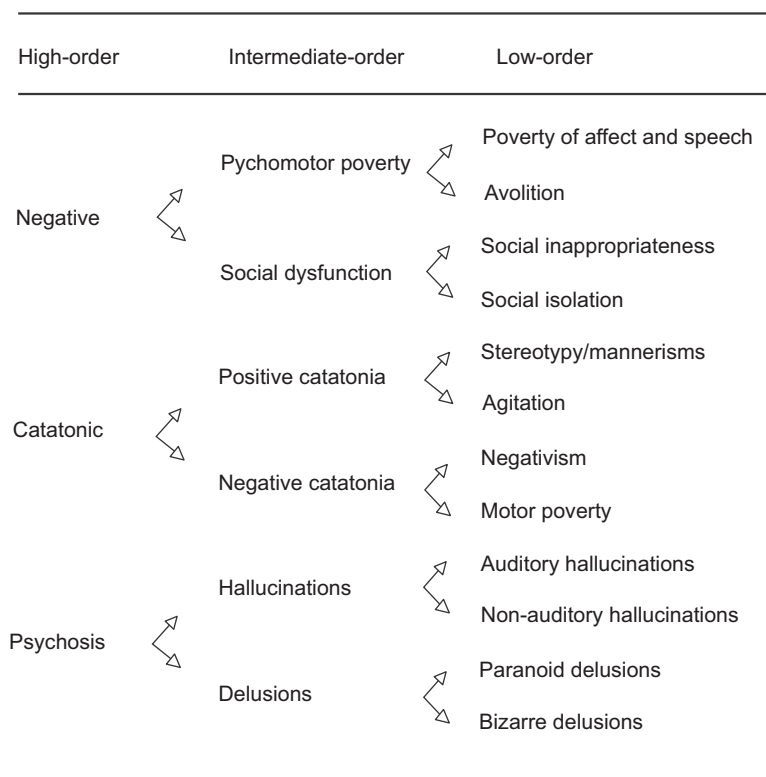 High-order Intermediate-order Low-order
Poverty of affect and speech
Pychomotor poverty
Avolition
Negative
Social inappropriateness
Social dysfunction
Social isolation
Stereotypy/mannerisms
Positive catatonia
Agitation
Catatonic
Negativism
Negative catatonia
Motor poverty
Auditory hallucinations
Hallucinations
Non-auditory hallucinations
Psychosis
Paranoid delusions
Delusions
Bizarre delusions